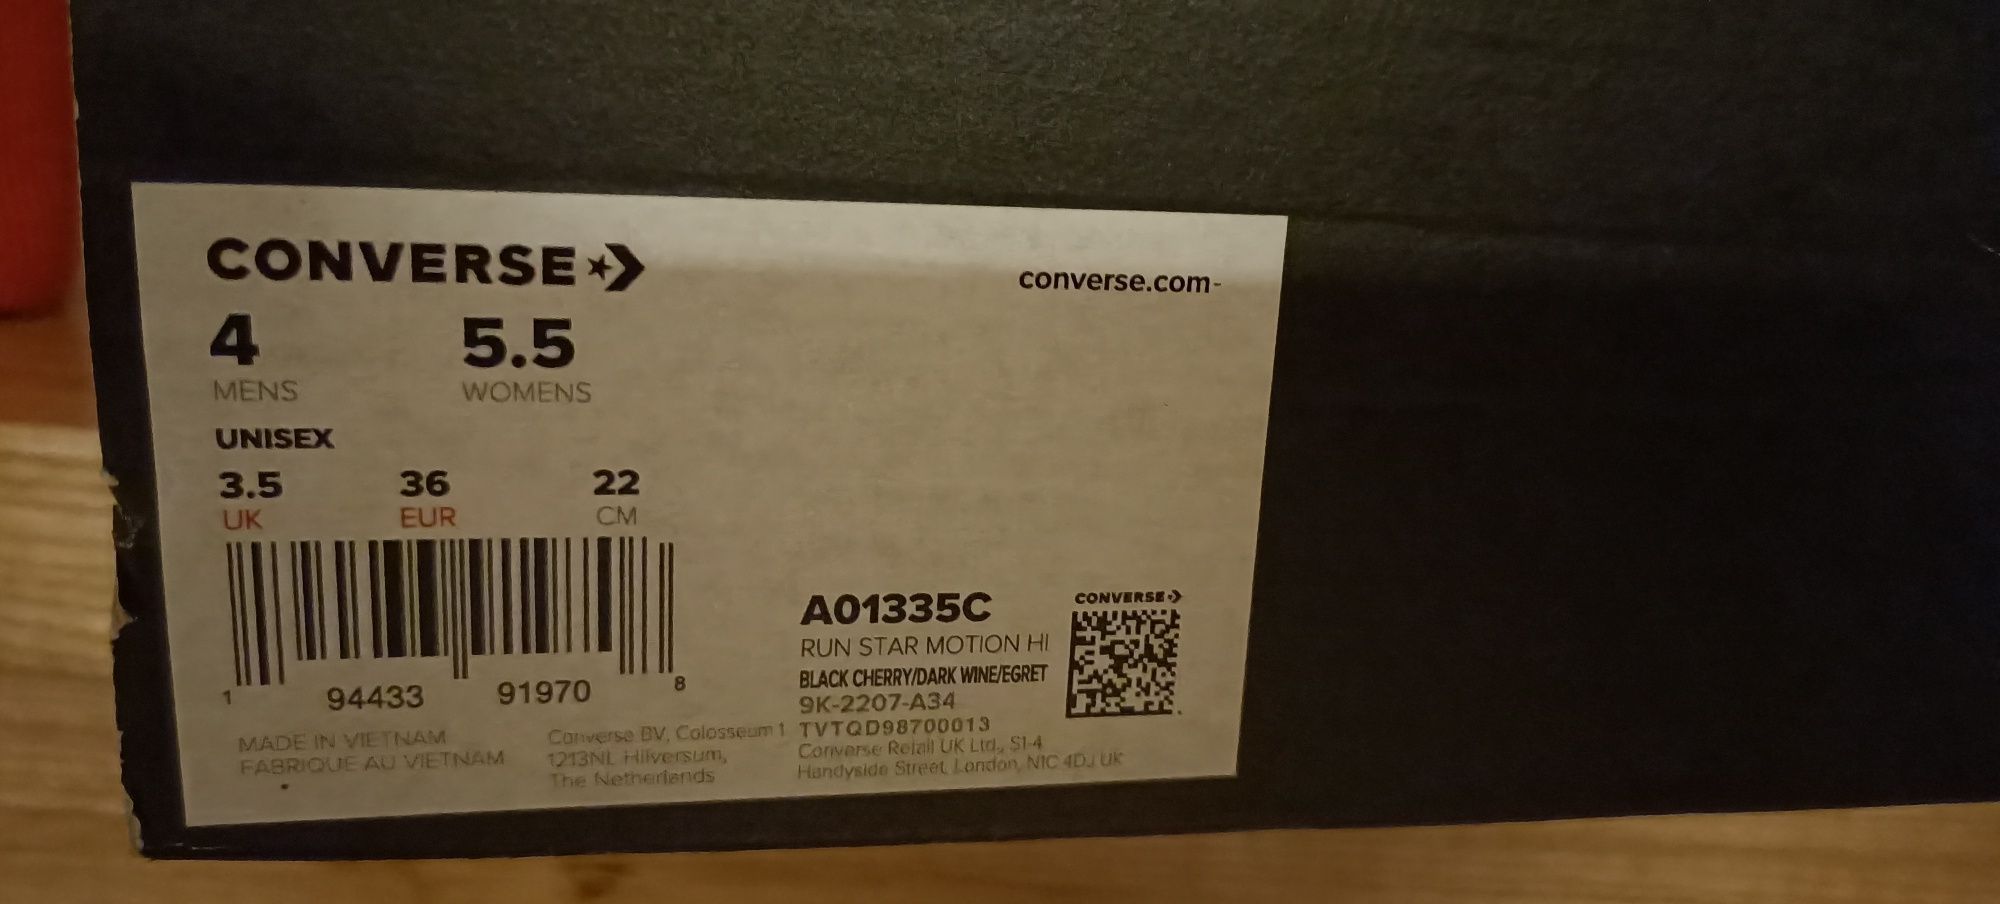 CONVERSE
converse.com
4 5.5
MENS WOMENS
UNISEX
3.5 36 22
UK EUR CM
1 94433 91970 8
A01335C
RUN STAR MOTION HI
BLACK CHERRY/DARK WINE/EGRET
9K-2207-A34
TVTQD98700013
CONVERSE
MADE IN VIETNAM
FABRIQUE AU VIETNAM
Converse BV, Colosseum 1
1213NL Hilversum,
The Netherlands
Converse Retail UK Ltd., S1-4
Handyside Street, London, N1C 4DJ UK